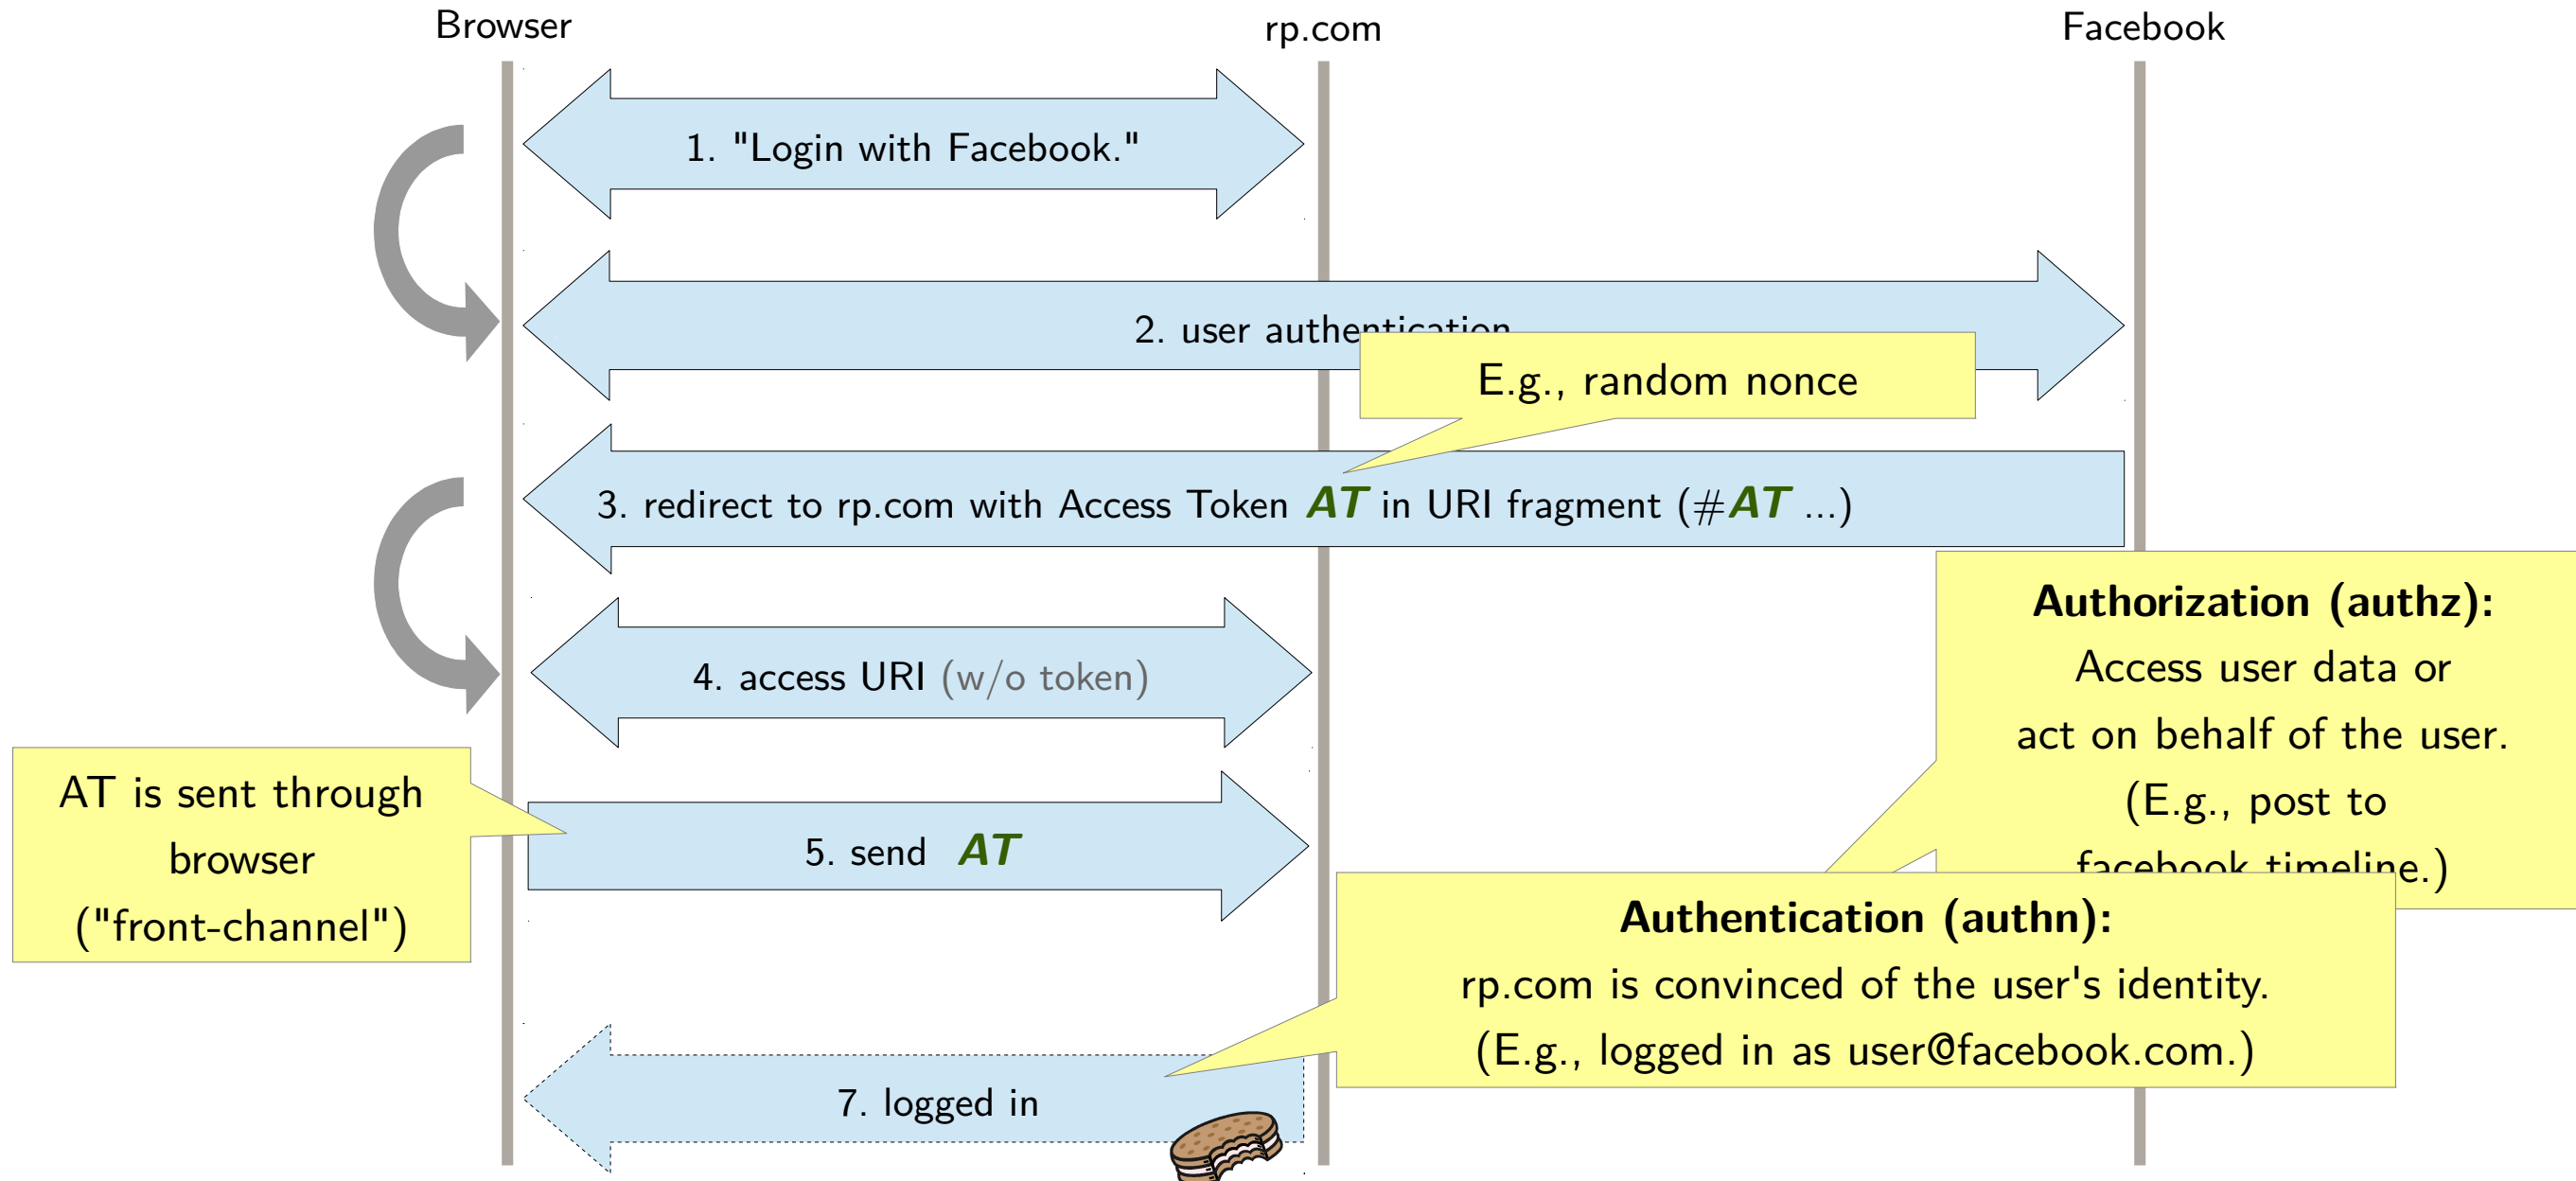 Browser
rp.com
Facebook
1. "Login with Facebook."
2. user authentication
E.g., random nonce
3. redirect to rp.com with Access Token AT in URI fragment (#AT ...)
Authorization (authz):
Access user data or
act on behalf of the user.
(E.g., post to
facebook timeline.)
4. access URI (w/o token)
AT is sent through
browser
("front-channel")
5. send AT
Authentication (authn):
rp.com is convinced of the user's identity.
(E.g., logged in as user@facebook.com.)
7. logged in